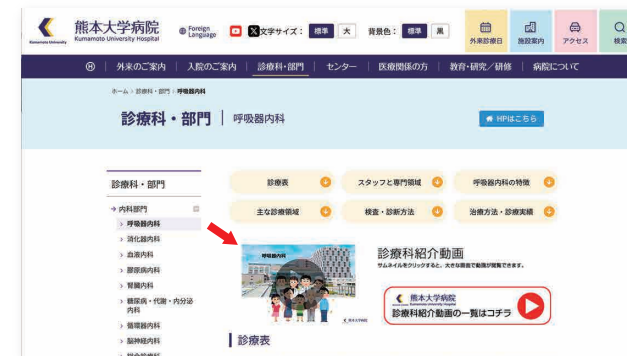 熊本大学病院
Kumamoto University Hospital
Foreign Language
文字サイズ： 標準 大
背景色： 標準 黒
外来診療日
施設案内
アクセス
検索
外来のご案内
入院のご案内
診療科・部門
センター
医療関係の方
教育・研究／研修
病院について
ホーム > 診療科・部門 > 呼吸器内科
診療科・部門 | 呼吸器内科
HPはこちら
診療科・部門
診療表
スタッフと専門領域
呼吸器内科の特徴
主な診療領域
検査・診断方法
治療方法・診療実績
内科部門
> 呼吸器内科
> 消化器内科
> 血液内科
> 膠原病内科
> 腎臓内科
> 糖尿病・代謝・内分泌内科
> 循環器内科
> 脳神経内科
呼吸器内科
熊本大学病院
診療科紹介動画
サムネイルをクリックすると、大きな画面で動画が閲覧できます。
熊本大学病院
Kumamoto University Hospital
診療科紹介動画の一覧はコチラ
診療表